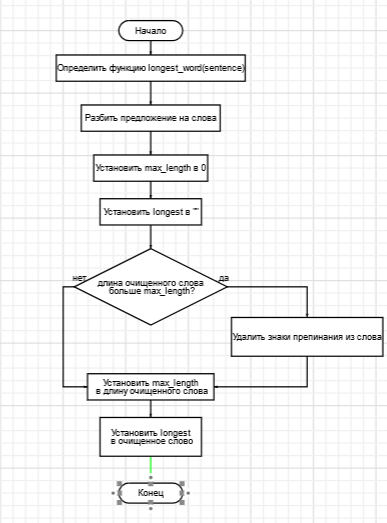 Начало
Определить функцию longest_word(sentence)
Разбить предложение на слова
Установить max_length в 0
Установить longest в ""
нет
длина очищенного слова
больше max_length?
да
Удалить знаки препинания из слова
Установить max_length
в длину очищенного слова
Установить longest
в очищенное слово
Конец